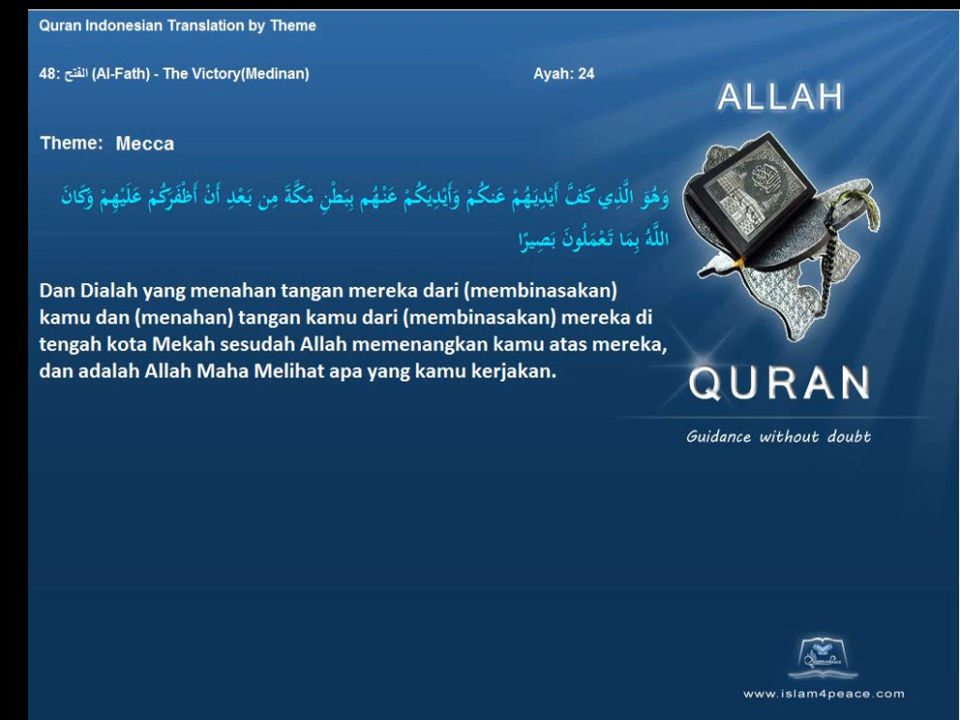 Quran Indonesian Translation by Theme
48: الفتح (Al-Fath) - The Victory(Medinan)
Ayah: 24
Theme: Mecca
وَهُوَ الَّذِي كَفَّ أَيْدِيَهُمْ عَنكُمْ وَأَيْدِيَكُمْ عَنْهُم بِبَطْنِ مَكَّةَ مِن بَعْدِ أَنْ أَظْفَرَكُمْ عَلَيْهِمْ وَكَانَ
اللَّهُ بِمَا تَعْمَلُونَ بَصِيرًا
Dan Dialah yang menahan tangan mereka dari (membinasakan)
kamu dan (menahan) tangan kamu dari (membinasakan) mereka di
tengah kota Mekah sesudah Allah memenangkan kamu atas mereka,
dan adalah Allah Maha Melihat apa yang kamu kerjakan.
ALLAH
QURAN
Guidance without doubt
www.islam4peace.com